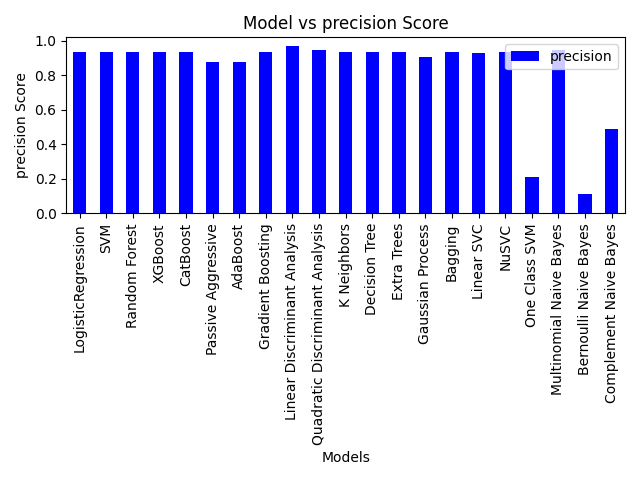 Model vs precision Score
precision
precision Score
1.0
0.8
0.6
0.4
0.2
0.0
LogisticRegression
SVM
Random Forest
XGBoost
CatBoost
Passive Aggressive
AdaBoost
Gradient Boosting
Linear Discriminant Analysis
Quadratic Discriminant Analysis
K Neighbors
Decision Tree
Extra Trees
Gaussian Process
Bagging
Linear SVC
NuSVC
One Class SVM
Multinomial Naive Bayes
Bernoulli Naive Bayes
Complement Naive Bayes
Models